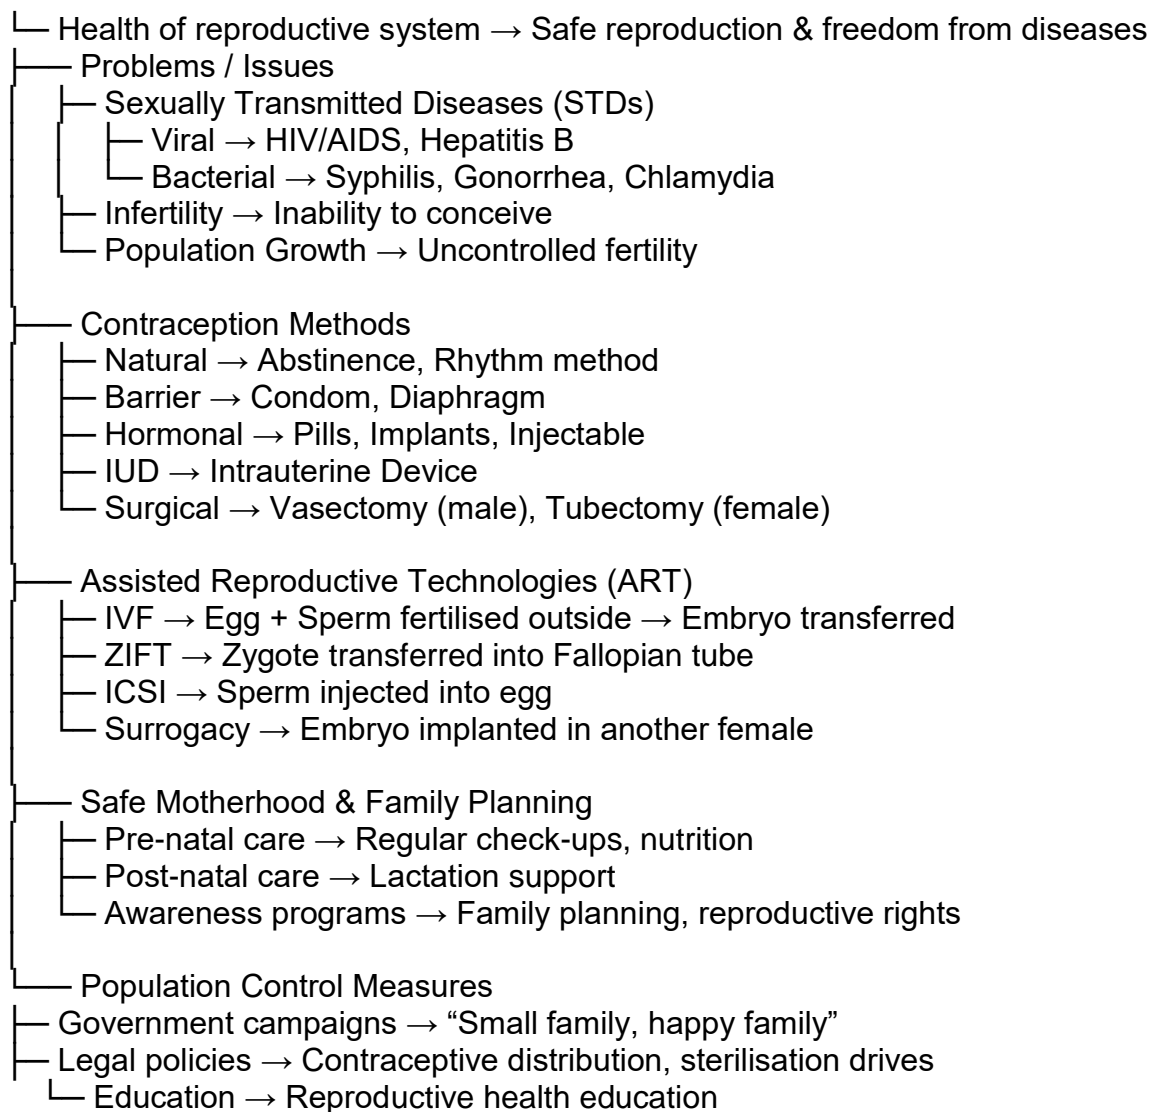 └─ Health of reproductive system → Safe reproduction & freedom from diseases
├── Problems / Issues
│ ├─ Sexually Transmitted Diseases (STDs)
│ │ ├─ Viral → HIV/AIDS, Hepatitis B
│ │ └─ Bacterial → Syphilis, Gonorrhea, Chlamydia
│ ├─ Infertility → Inability to conceive
│ └─ Population Growth → Uncontrolled fertility
│
├── Contraception Methods
│ ├─ Natural → Abstinence, Rhythm method
│ ├─ Barrier → Condom, Diaphragm
│ ├─ Hormonal → Pills, Implants, Injectable
│ ├─ IUD → Intrauterine Device
│ └─ Surgical → Vasectomy (male), Tubectomy (female)
│
├── Assisted Reproductive Technologies (ART)
│ ├─ IVF → Egg + Sperm fertilised outside → Embryo transferred
│ ├─ ZIFT → Zygote transferred into Fallopian tube
│ ├─ ICSI → Sperm injected into egg
│ └─ Surrogacy → Embryo implanted in another female
│
├── Safe Motherhood & Family Planning
│ ├─ Pre-natal care → Regular check-ups, nutrition
│ ├─ Post-natal care → Lactation support
│ └─ Awareness programs → Family planning, reproductive rights
│
└── Population Control Measures
├─ Government campaigns → “Small family, happy family”
├─ Legal policies → Contraceptive distribution, sterilisation drives
└─ Education → Reproductive health education